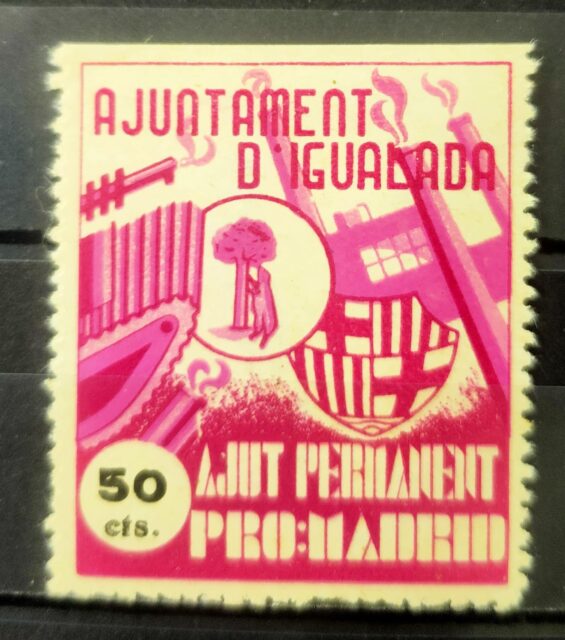 AJUNTAMENT
D'IGUALADA
50
cts.
AJUT PERMANENT
PRO:MADRID